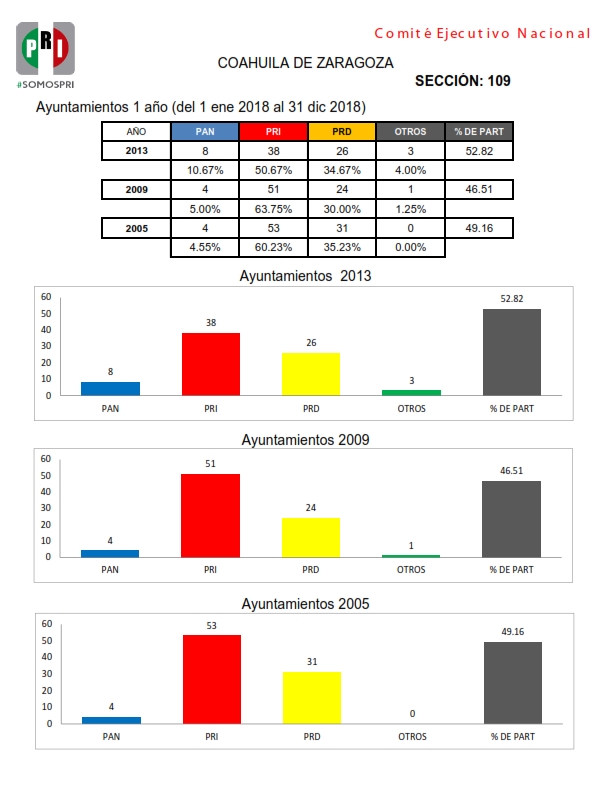 PRI
#SOMOSPRI
Comité Ejecutivo Nacional
COAHUILA DE ZARAGOZA
SECCIÓN: 109
Ayuntamientos 1 año (del 1 ene 2018 al 31 dic 2018)
AÑO PAN PRI PRD OTROS % DE PART
2013 8 38 26 3 52.82
10.67% 50.67% 34.67% 4.00%
2009 4 51 24 1 46.51
5.00% 63.75% 30.00% 1.25%
2005 4 53 31 0 49.16
4.55% 60.23% 35.23% 0.00%
Ayuntamientos 2013
60
50
40
30
20
10
0
8 38 26 3 52.82
PAN PRI PRD OTROS % DE PART
Ayuntamientos 2009
60
50
40
30
20
10
0
4 51 24 1 46.51
PAN PRI PRD OTROS % DE PART
Ayuntamientos 2005
60
50
40
30
20
10
0
4 53 31 0 49.16
PAN PRI PRD OTROS % DE PART